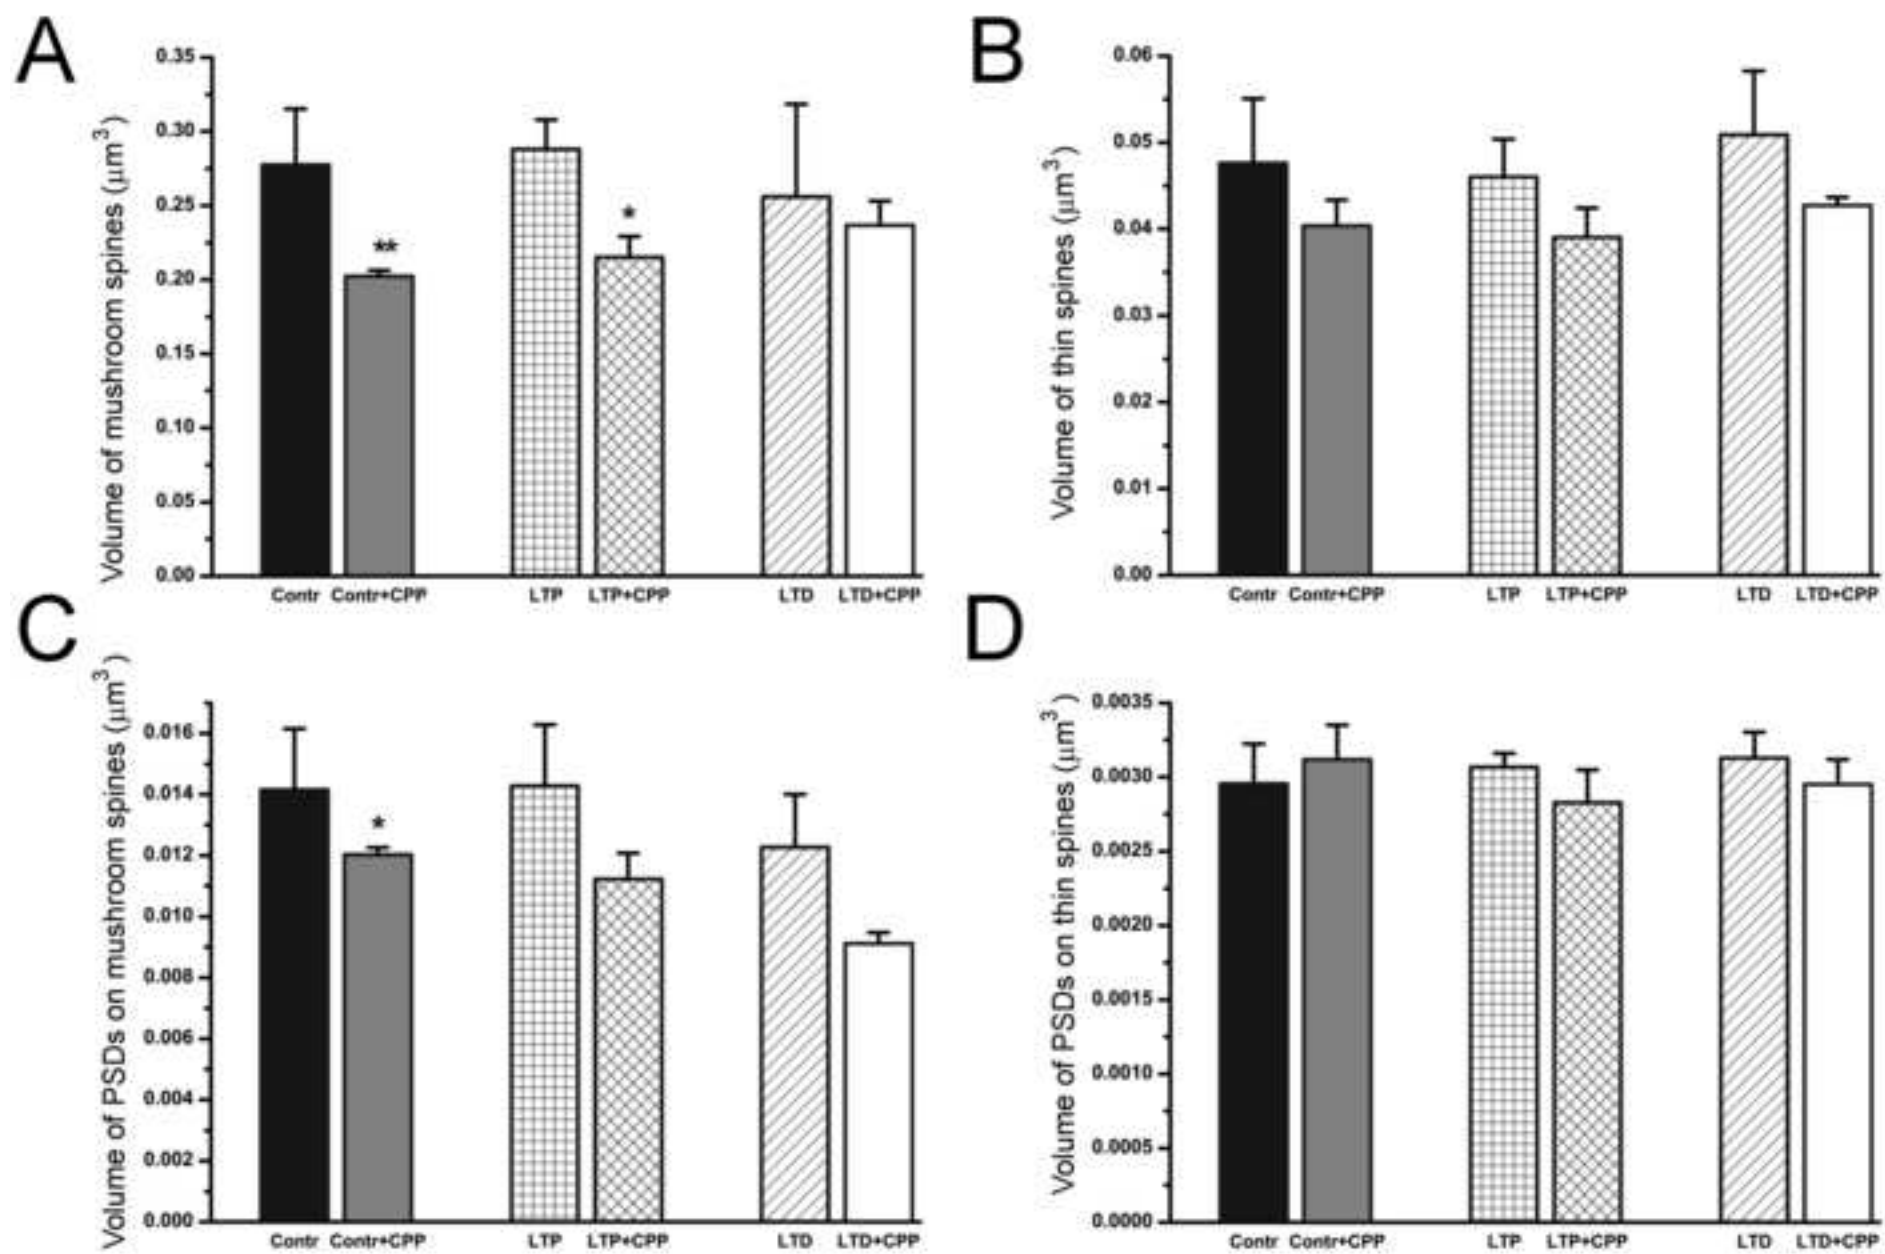 A
Volume of mushroom spines (μm³)
0.35
0.30
0.25
0.20
0.15
0.10
0.05
0.00
**
*
Contr Contr+CPP LTP LTP+CPP LTD LTD+CPP
B
Volume of thin spines (μm³)
0.06
0.05
0.04
0.03
0.02
0.01
0.00
Contr Contr+CPP LTP LTP+CPP LTD LTD+CPP
C
Volume of PSDs on mushroom spines (μm³)
0.016
0.014
0.012
0.010
0.008
0.006
0.004
0.002
0.000
*
Contr Contr+CPP LTP LTP+CPP LTD LTD+CPP
D
Volume of PSDs on thin spines (μm³)
0.0035
0.0030
0.0025
0.0020
0.0015
0.0010
0.0005
0.0000
Contr Contr+CPP LTP LTP+CPP LTD LTD+CPP